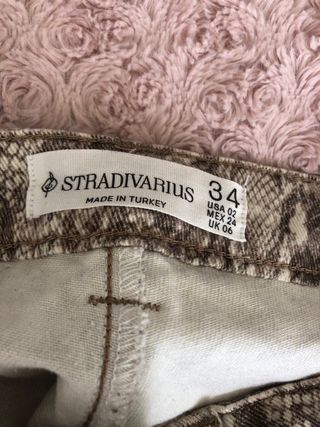 STRADIVARIUS
MADE IN TURKEY
34
USA 02
MEX 24
UK 06